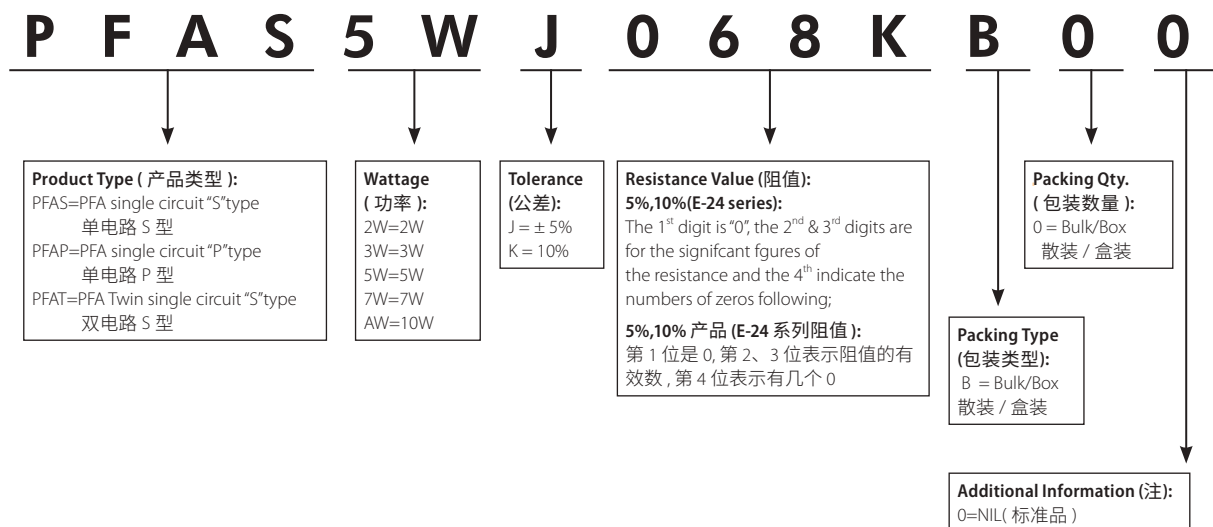 P F A S 5 W J 0 6 8 K B 0 0
Product Type ( 产品类型 ):
PFAS=PFA single circuit “S”type
单电路 S 型
PFAP=PFA single circuit “P”type
单电路 P 型
PFAT=PFA Twin single circuit “S”type
双电路 S 型
Wattage
( 功率 ):
2W=2W
3W=3W
5W=5W
7W=7W
AW=10W
Tolerance
(公差):
J = ± 5%
K = 10%
Resistance Value (阻值):
5%,10%(E-24 series):
The 1st digit is “0”, the 2nd & 3rd digits are
for the signifcant fgures of
the resistance and the 4th indicate the
numbers of zeros following;
5%,10% 产品 (E-24 系列阻值 ):
第 1 位是 0, 第 2、3 位表示阻值的有
效数 , 第 4 位表示有几个 0
Packing Type
(包装类型):
B = Bulk/Box
散装 / 盒装
Packing Qty.
( 包装数量 ):
0 = Bulk/Box
散装 / 盒装
Additional Information (注):
0=NIL( 标准品 )